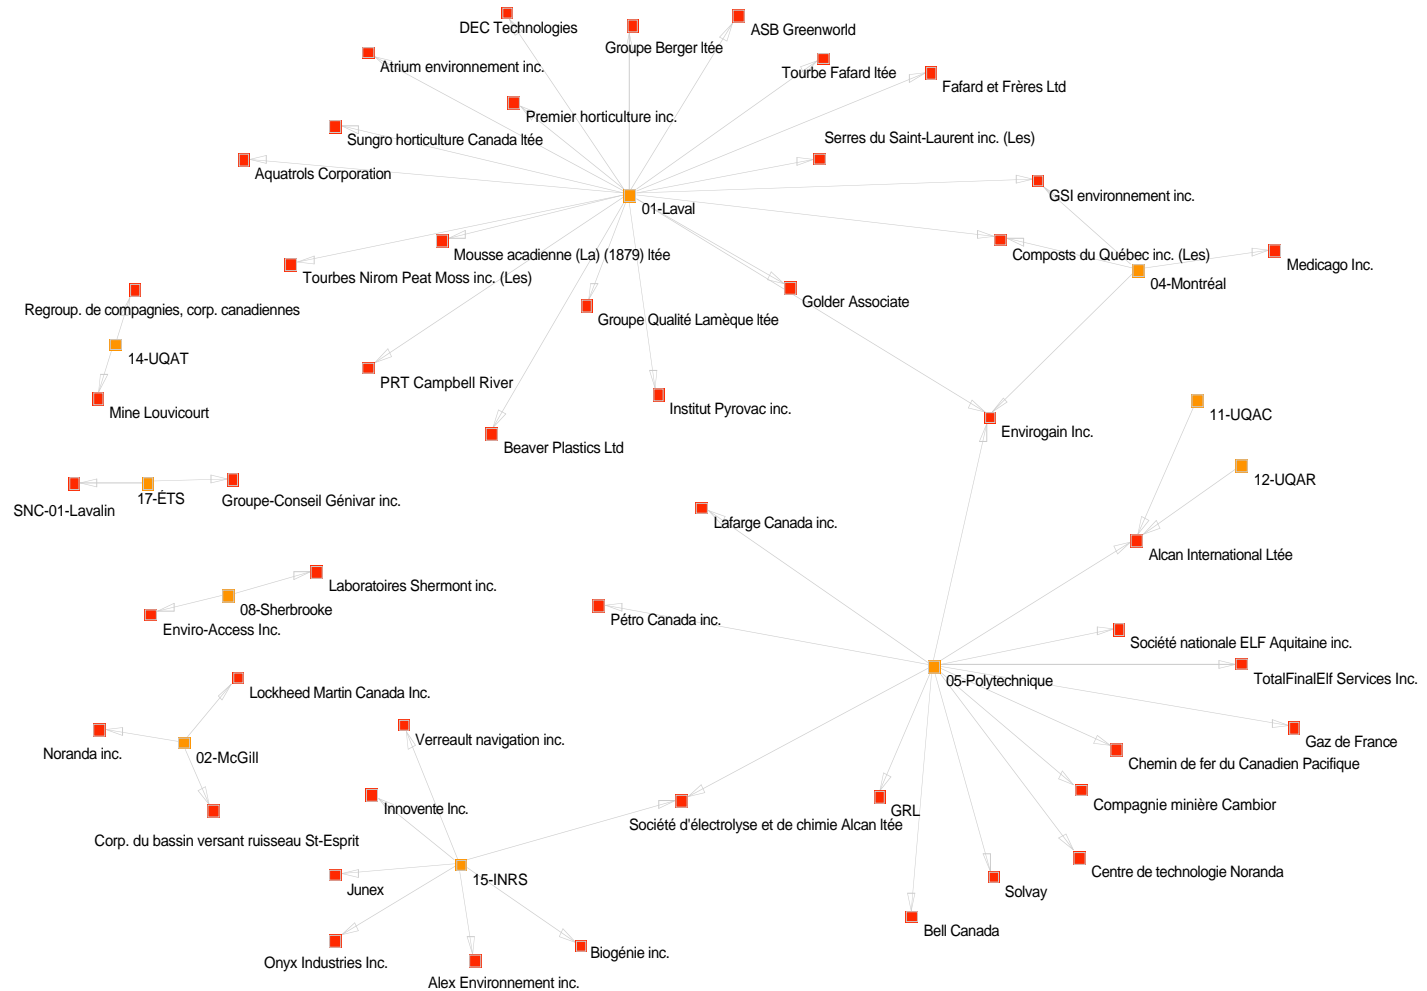 DEC Technologies
Groupe Berger ltée
ASB Greenworld
Atrium environnement inc.
Tourbe Fafard ltée
Fafard et Frères Ltd
Premier horticulture inc.
Sungro horticulture Canada ltée
Serres du Saint-Laurent inc. (Les)
Aquatrols Corporation
GSI environnement inc.
01-Laval
Mousse acadienne (La) (1879) ltée
Composts du Québec inc. (Les)
Medicago Inc.
Tourbes Nirom Peat Moss inc. (Les)
04-Montréal
Golder Associate
Regroup. de compagnies, corp. canadiennes
Groupe Qualité Lamèque ltée
14-UQAT
PRT Campbell River
Mine Louvicourt
Institut Pyrovac inc.
11-UQAC
Envirogain Inc.
Beaver Plastics Ltd
12-UQAR
17-ÉTS
Groupe-Conseil Génivar inc.
SNC-01-Lavalin
Lafarge Canada inc.
Alcan International Ltée
Laboratoires Shermont inc.
08-Sherbrooke
Enviro-Access Inc.
Pétro Canada inc.
Société nationale ELF Aquitaine inc.
05-Polytechnique
TotalFinalElf Services Inc.
Lockheed Martin Canada Inc.
Verreault navigation inc.
Gaz de France
Noranda inc.
02-McGill
Chemin de fer du Canadien Pacifique
Innovente Inc.
GRL
Compagnie minière Cambior
Société d'électrolyse et de chimie Alcan ltée
Corp. du bassin versant ruisseau St-Esprit
15-INRS
Centre de technologie Noranda
Junex
Solvay
Bell Canada
Biogénie inc.
Onyx Industries Inc.
Alex Environnement inc.